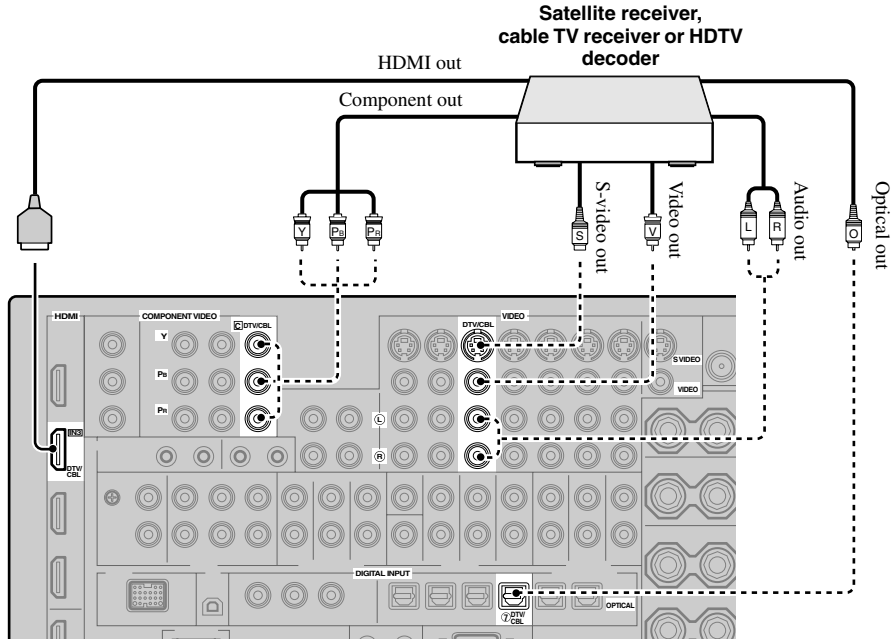 Satellite receiver,
cable TV receiver or HDTV
decoder
HDMI out
Component out
S-video out
Video out
Audio out
Optical out
Y
PB
PR
S
V
L
R
O
HDMI
COMPONENT VIDEO
C DTV/CBL
VIDEO
DTV/CBL
Y
PB
PR
S VIDEO
VIDEO
L
R
IN3
DTV/
CBL
DIGITAL INPUT
7 DTV/
CBL
OPTICAL